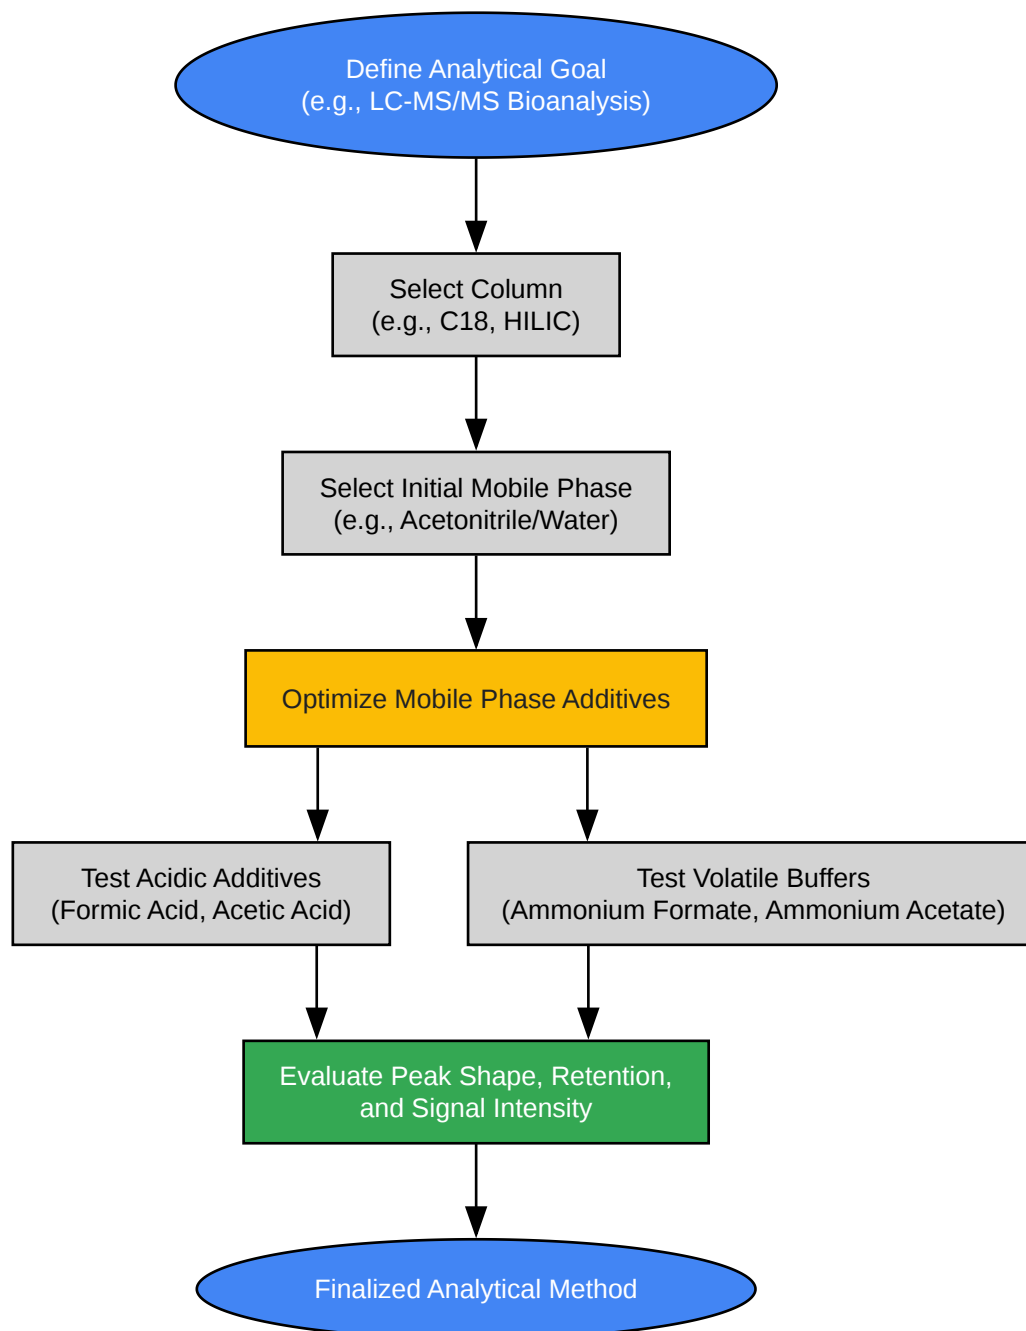 Define Analytical Goal
(e.g., LC-MS/MS Bioanalysis)
Select Column
(e.g., C18, HILIC)
Select Initial Mobile Phase
(e.g., Acetonitrile/Water)
Optimize Mobile Phase Additives
Test Acidic Additives
(Formic Acid, Acetic Acid)
Test Volatile Buffers
(Ammonium Formate, Ammonium Acetate)
Evaluate Peak Shape, Retention,
and Signal Intensity
Finalized Analytical Method